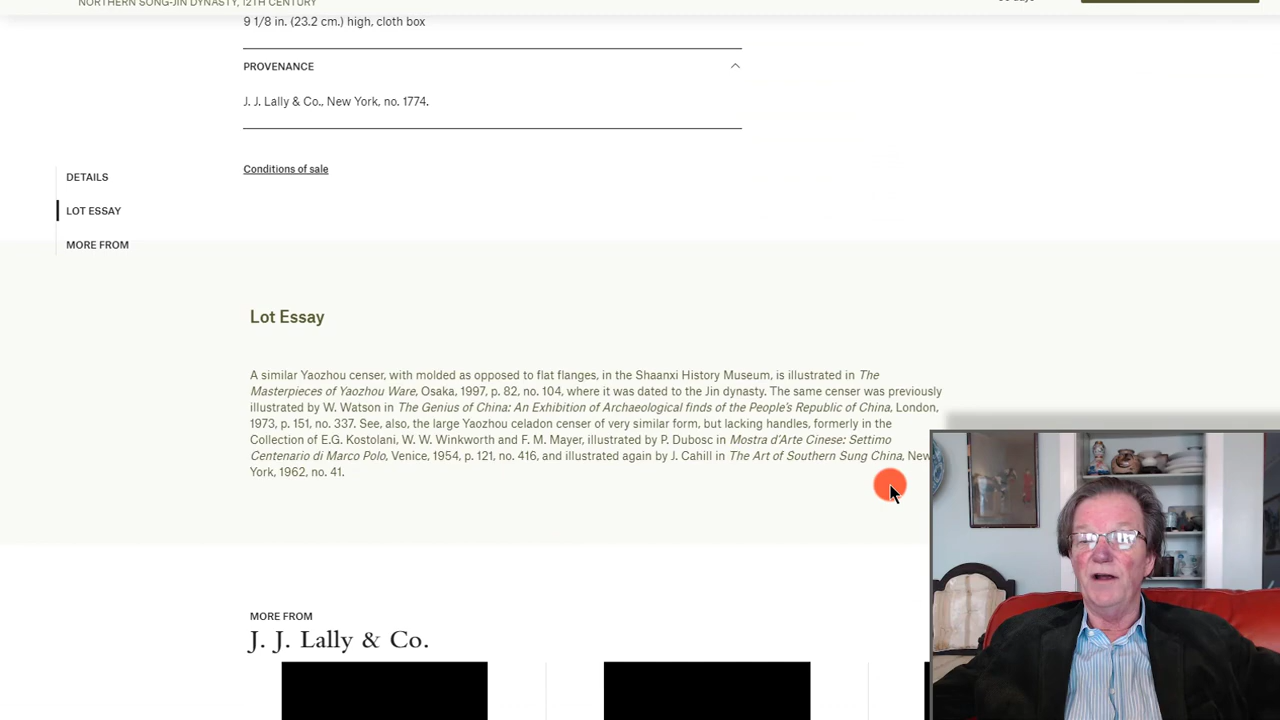 NORTHERN SONG-JIN DYNASTY, 12TH CENTURY
9 1/8 in. (23.2 cm.) high, cloth box
PROVENANCE
J. J. Lally & Co., New York, no. 1774.
Conditions of sale
DETAILS
LOT ESSAY
MORE FROM
Lot Essay
A similar Yaozhou censer, with molded as opposed to flat flanges, in the Shaanxi History Museum, is illustrated in The
Masterpieces of Yaozhou Ware, Osaka, 1997, p. 82, no. 104, where it was dated to the Jin dynasty. The same censer was previously
illustrated by W. Watson in The Genius of China: An Exhibition of Archaeological finds of the People's Republic of China, London,
1973, p. 151, no. 337. See, also, the large Yaozhou celadon censer of very similar form, but lacking handles, formerly in the
Collection of E.G. Kostolani, W. W. Winkworth and F. M. Mayer, illustrated by P. Dubosc in Mostra d'Arte Cinese: Settimo
Centenario di Marco Polo, Venice, 1954, p. 121, no. 416, and illustrated again by J. Cahill in The Art of Southern Sung China, New
York, 1962, no. 41.
MORE FROM
J. J. Lally & Co.